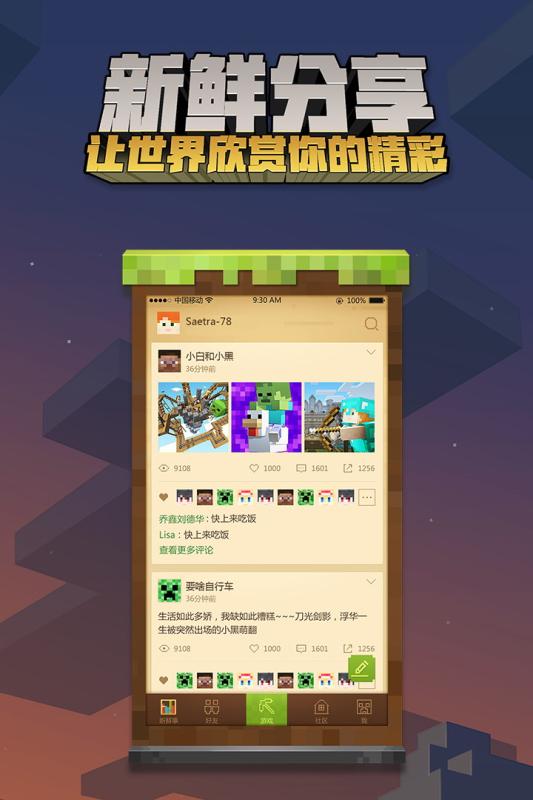 新鲜分享
让世界欣赏你的精彩
中国移动 9:30 AM 100%
Saetra-78
小白和小黑
36分钟前
9108 1000 1601 1256
乔鑫刘德华：快上来吃饭
Lisa：快上来吃饭
查看更多评论
要啥自行车
36分钟前
生活如此多娇，我缺如此糟糕~~~刀光剑影，浮华一
生被突然出场的小黑萌翻
9108 1000 1601 1256
新鲜事 好友 游戏 社区 我